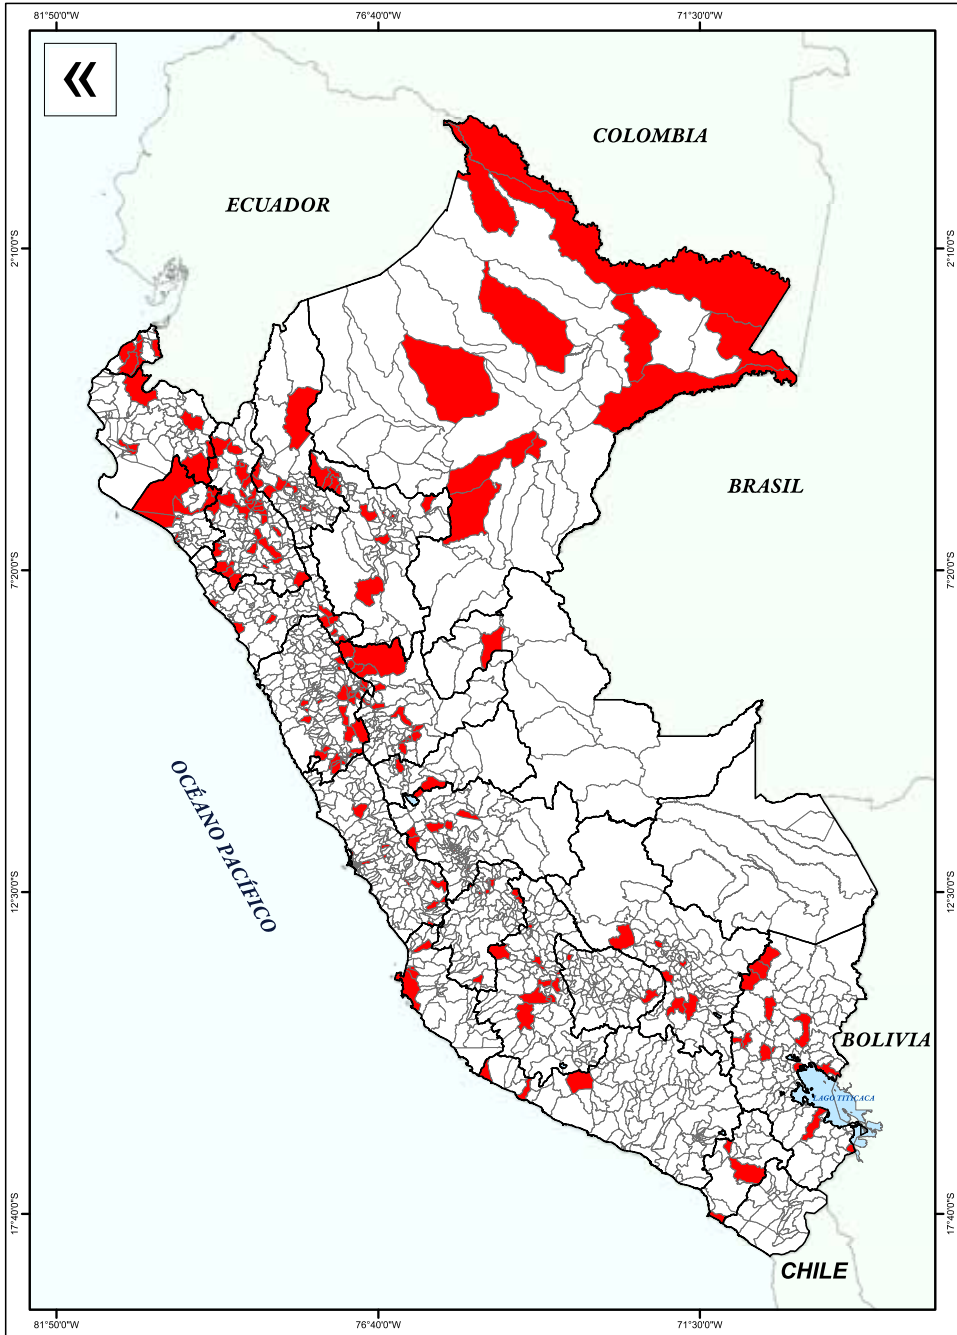 81°50'0"W 76°40'0"W 71°30'0"W
«
COLOMBIA
ECUADOR
2°10'0"S 2°10'0"S
BRASIL
7°20'0"S 7°20'0"S
OCÉANO PACÍFICO
12°30'0"S 12°30'0"S
BOLIVIA
LAGO TITICACA
17°40'0"S 17°40'0"S
CHILE
81°50'0"W 76°40'0"W 71°30'0"W